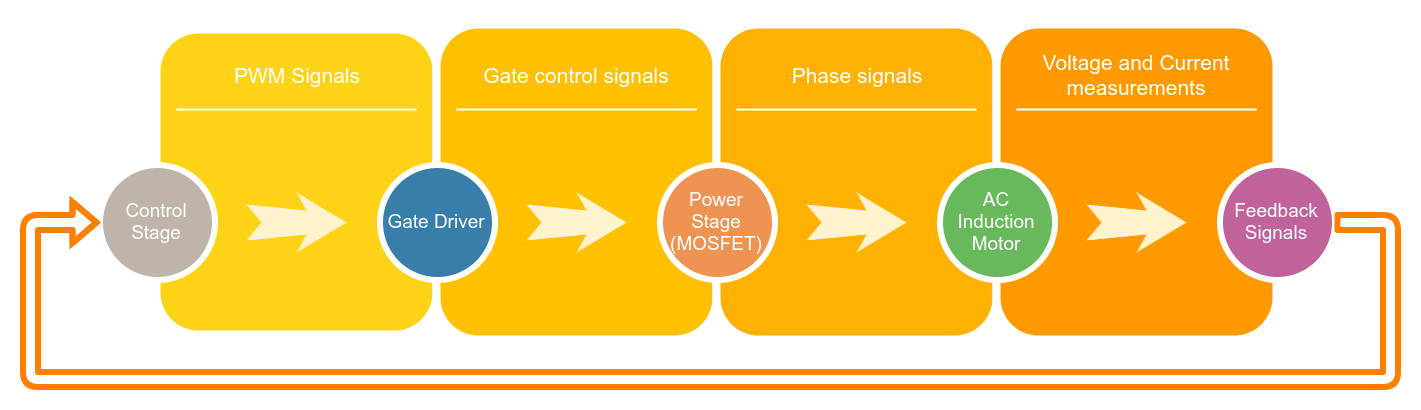 PWM Signals
Gate control signals
Phase signals
Voltage and Current
measurements
Control
Stage
Gate Driver
Power
Stage
(MOSFET)
AC
Induction
Motor
Feedback
Signals